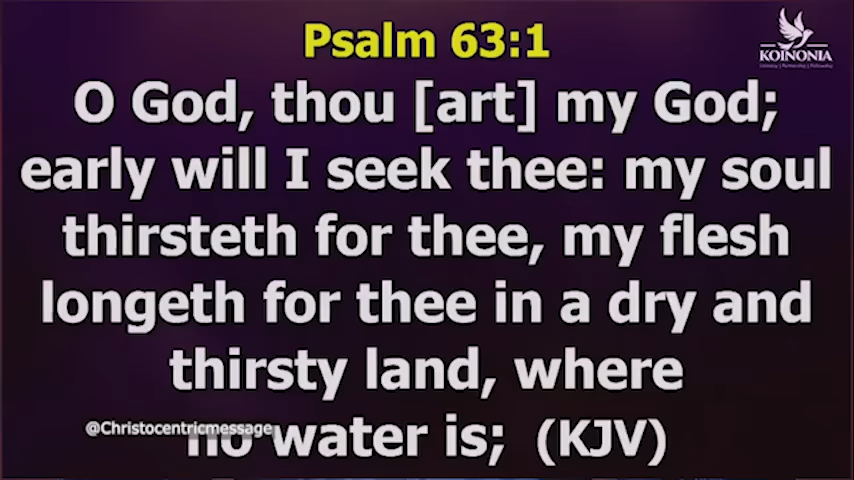 Psalm 63:1
KOINONIA
O God, thou [art] my God;
early will I seek thee: my soul
thirsteth for thee, my flesh
longeth for thee in a dry and
thirsty land, where
@Christocentricmessage
no water is; (KJV)